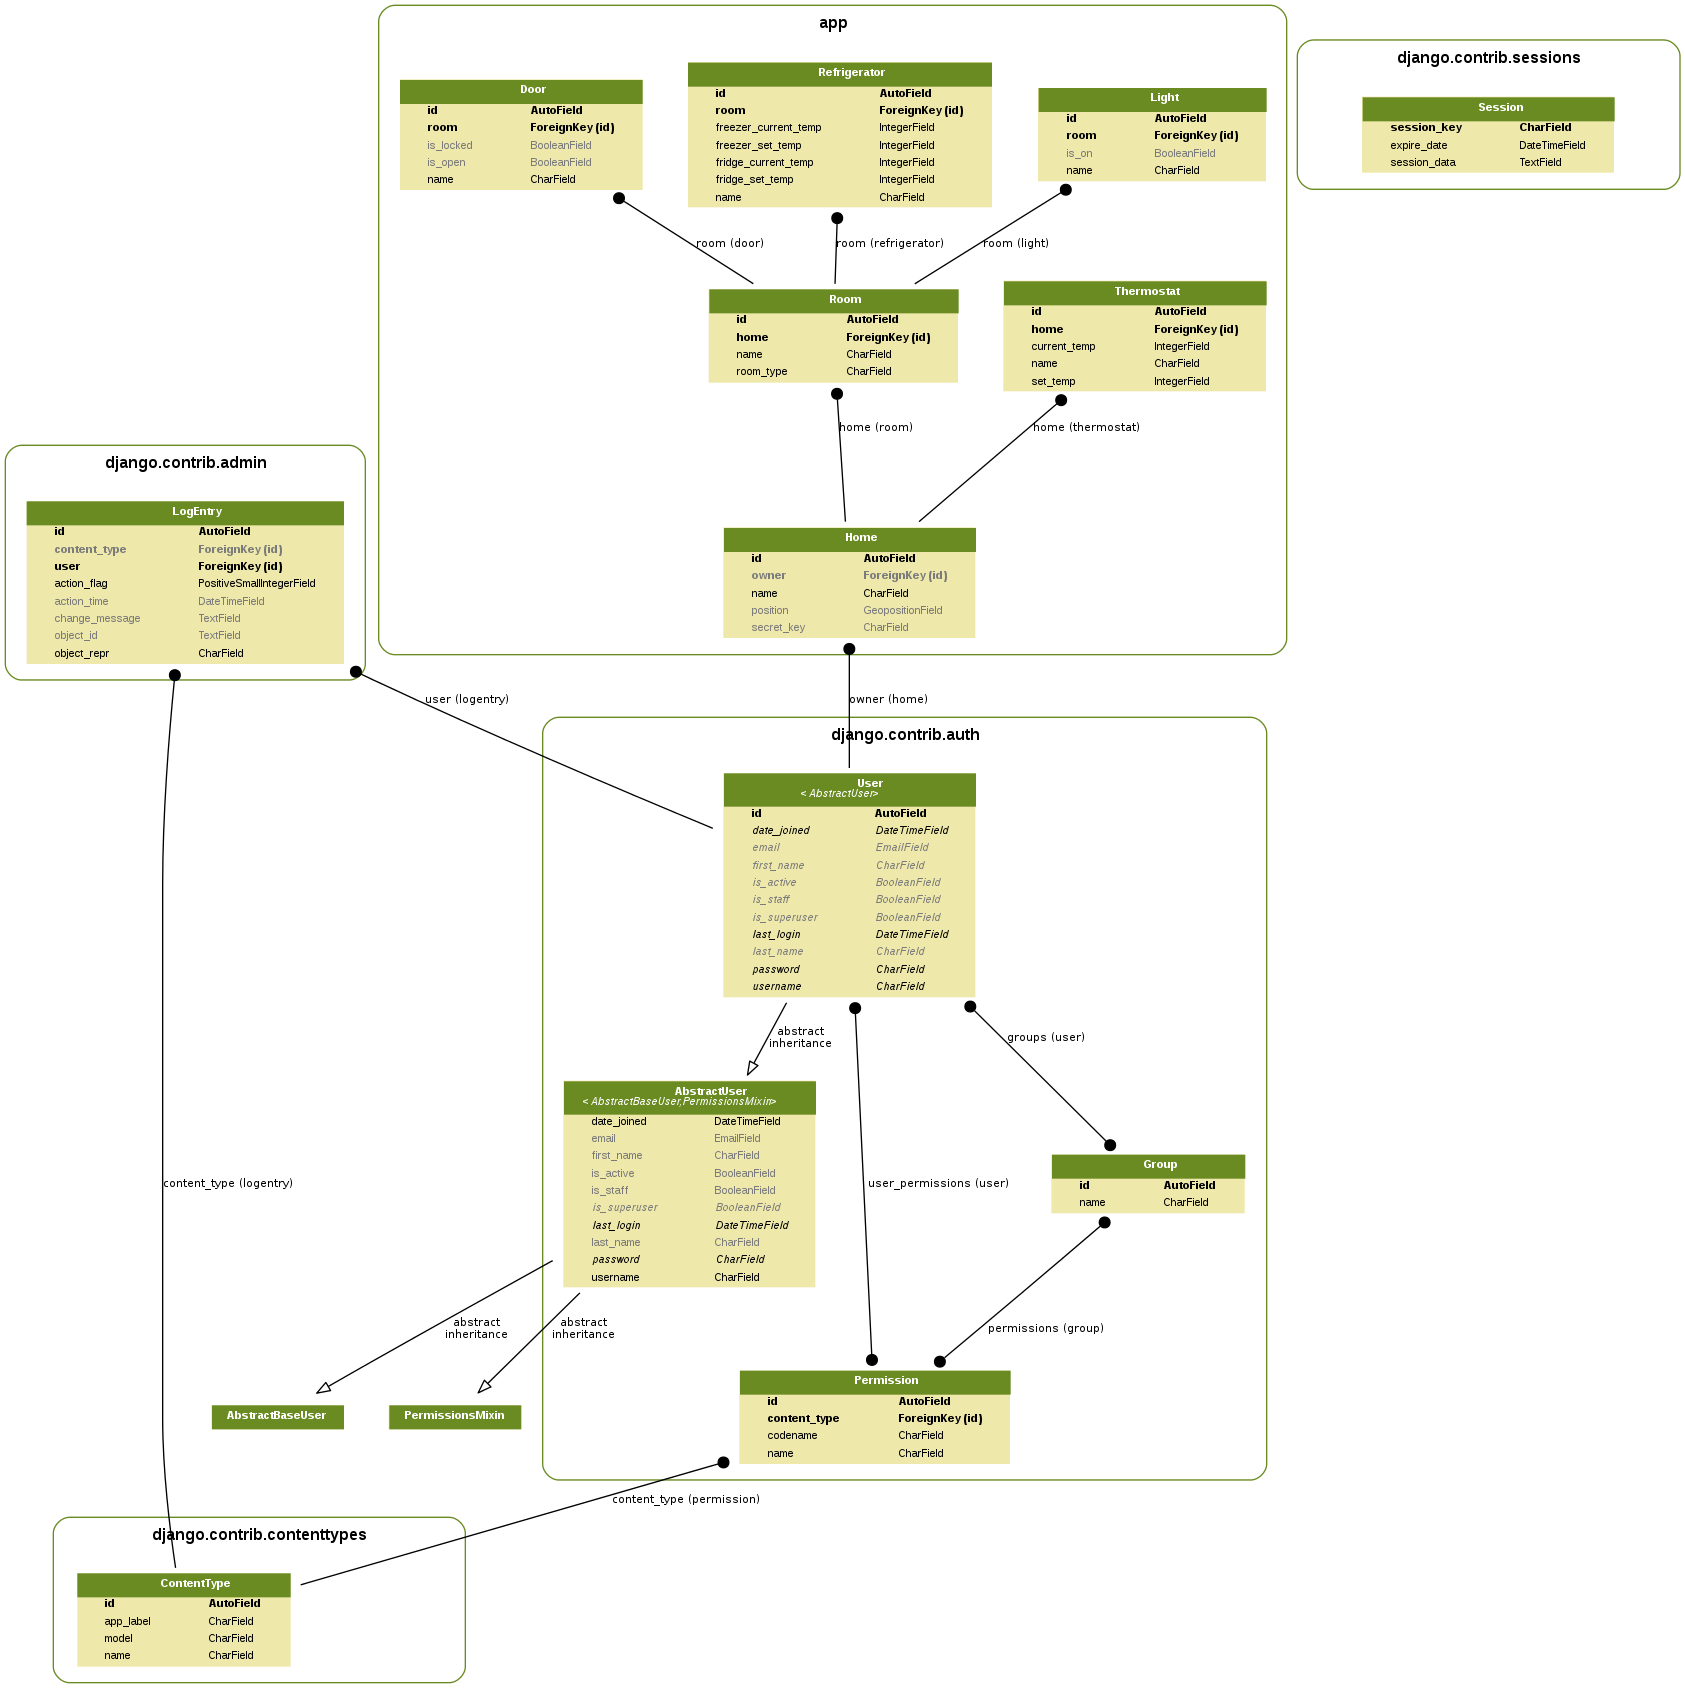 app
Door
id AutoField
room ForeignKey (id)
is_locked BooleanField
is_open BooleanField
name CharField
Refrigerator
id AutoField
room ForeignKey (id)
freezer_current_temp IntegerField
freezer_set_temp IntegerField
fridge_current_temp IntegerField
fridge_set_temp IntegerField
name CharField
Light
id AutoField
room ForeignKey (id)
is_on BooleanField
name CharField
django.contrib.sessions
Session
session_key CharField
expire_date DateTimeField
session_data TextField
room (door)
room (refrigerator)
room (light)
Room
id AutoField
home ForeignKey (id)
name CharField
room_type CharField
Thermostat
id AutoField
home ForeignKey (id)
current_temp IntegerField
name CharField
set_temp IntegerField
home (room)
home (thermostat)
django.contrib.admin
LogEntry
id AutoField
content_type ForeignKey (id)
user ForeignKey (id)
action_flag PositiveSmallIntegerField
action_time DateTimeField
change_message TextField
object_id TextField
object_repr CharField
Home
id AutoField
owner ForeignKey (id)
name CharField
position GeopositionField
secret_key CharField
user (logentry)
owner (home)
django.contrib.auth
User
< AbstractUser>
id AutoField
date_joined DateTimeField
email EmailField
first_name CharField
is_active BooleanField
is_staff BooleanField
is_superuser BooleanField
last_login DateTimeField
last_name CharField
password CharField
username CharField
abstract
inheritance
groups (user)
AbstractUser
< AbstractBaseUser,PermissionsMixin>
date_joined DateTimeField
email EmailField
first_name CharField
is_active BooleanField
is_staff BooleanField
is_superuser BooleanField
last_login DateTimeField
last_name CharField
password CharField
username CharField
content_type (logentry)
user_permissions (user)
Group
id AutoField
name CharField
abstract
inheritance
abstract
inheritance
permissions (group)
AbstractBaseUser
PermissionsMixin
Permission
id AutoField
content_type ForeignKey (id)
codename CharField
name CharField
content_type (permission)
django.contrib.contenttypes
ContentType
id AutoField
app_label CharField
model CharField
name CharField